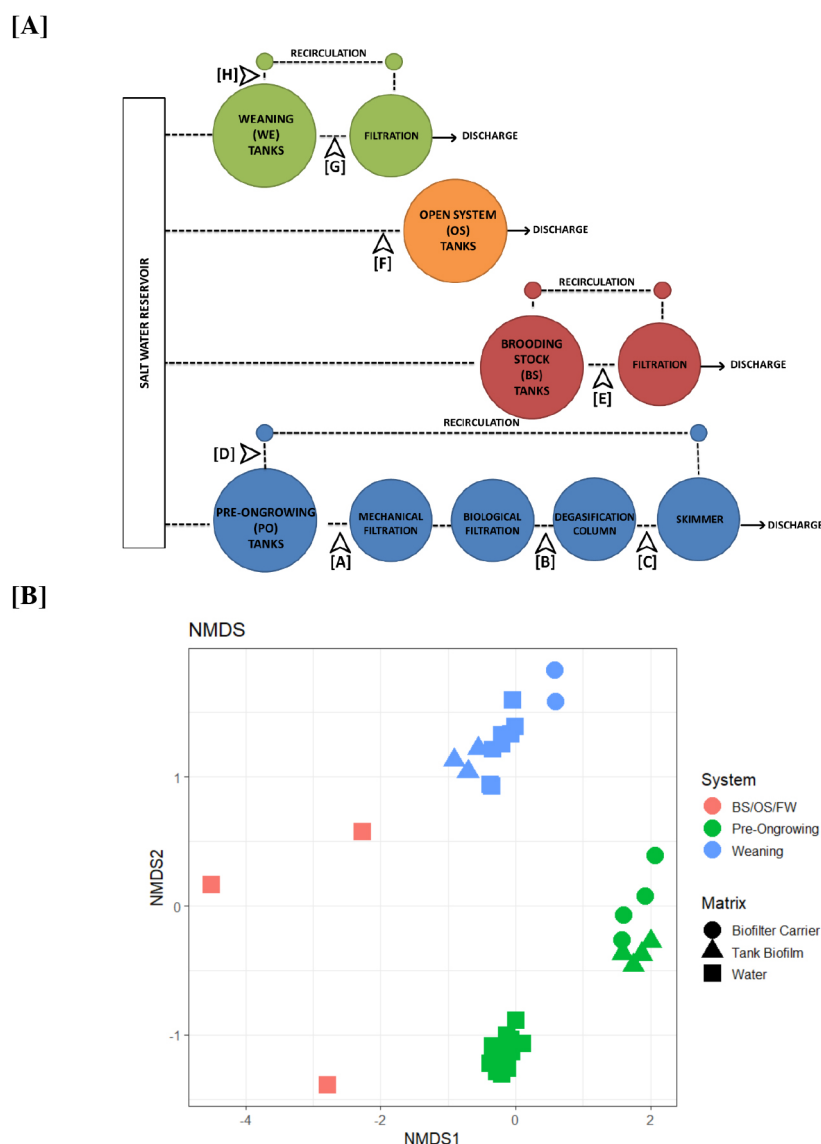 [A]
RECIRCULATION
[H]
WEANING
(WE)
TANKS
FILTRATION
DISCHARGE
[G]
OPEN SYSTEM
(OS)
TANKS
DISCHARGE
[F]
SALT WATER RESERVOIR
RECIRCULATION
BROODING
STOCK
(BS)
TANKS
FILTRATION
DISCHARGE
[E]
RECIRCULATION
[D]
PRE-ONGROWING
(PO)
TANKS
MECHANICAL
FILTRATION
BIOLOGICAL
FILTRATION
DEGASIFICATION
COLUMN
SKIMMER
DISCHARGE
[A]
[B]
[C]
[B]
NMDS
NMDS2
1
0
-1
-4
-2
0
2
NMDS1
System
BS/OS/FW
Pre-Ongrowing
Weaning
Matrix
Biofilter Carrier
Tank Biofilm
Water